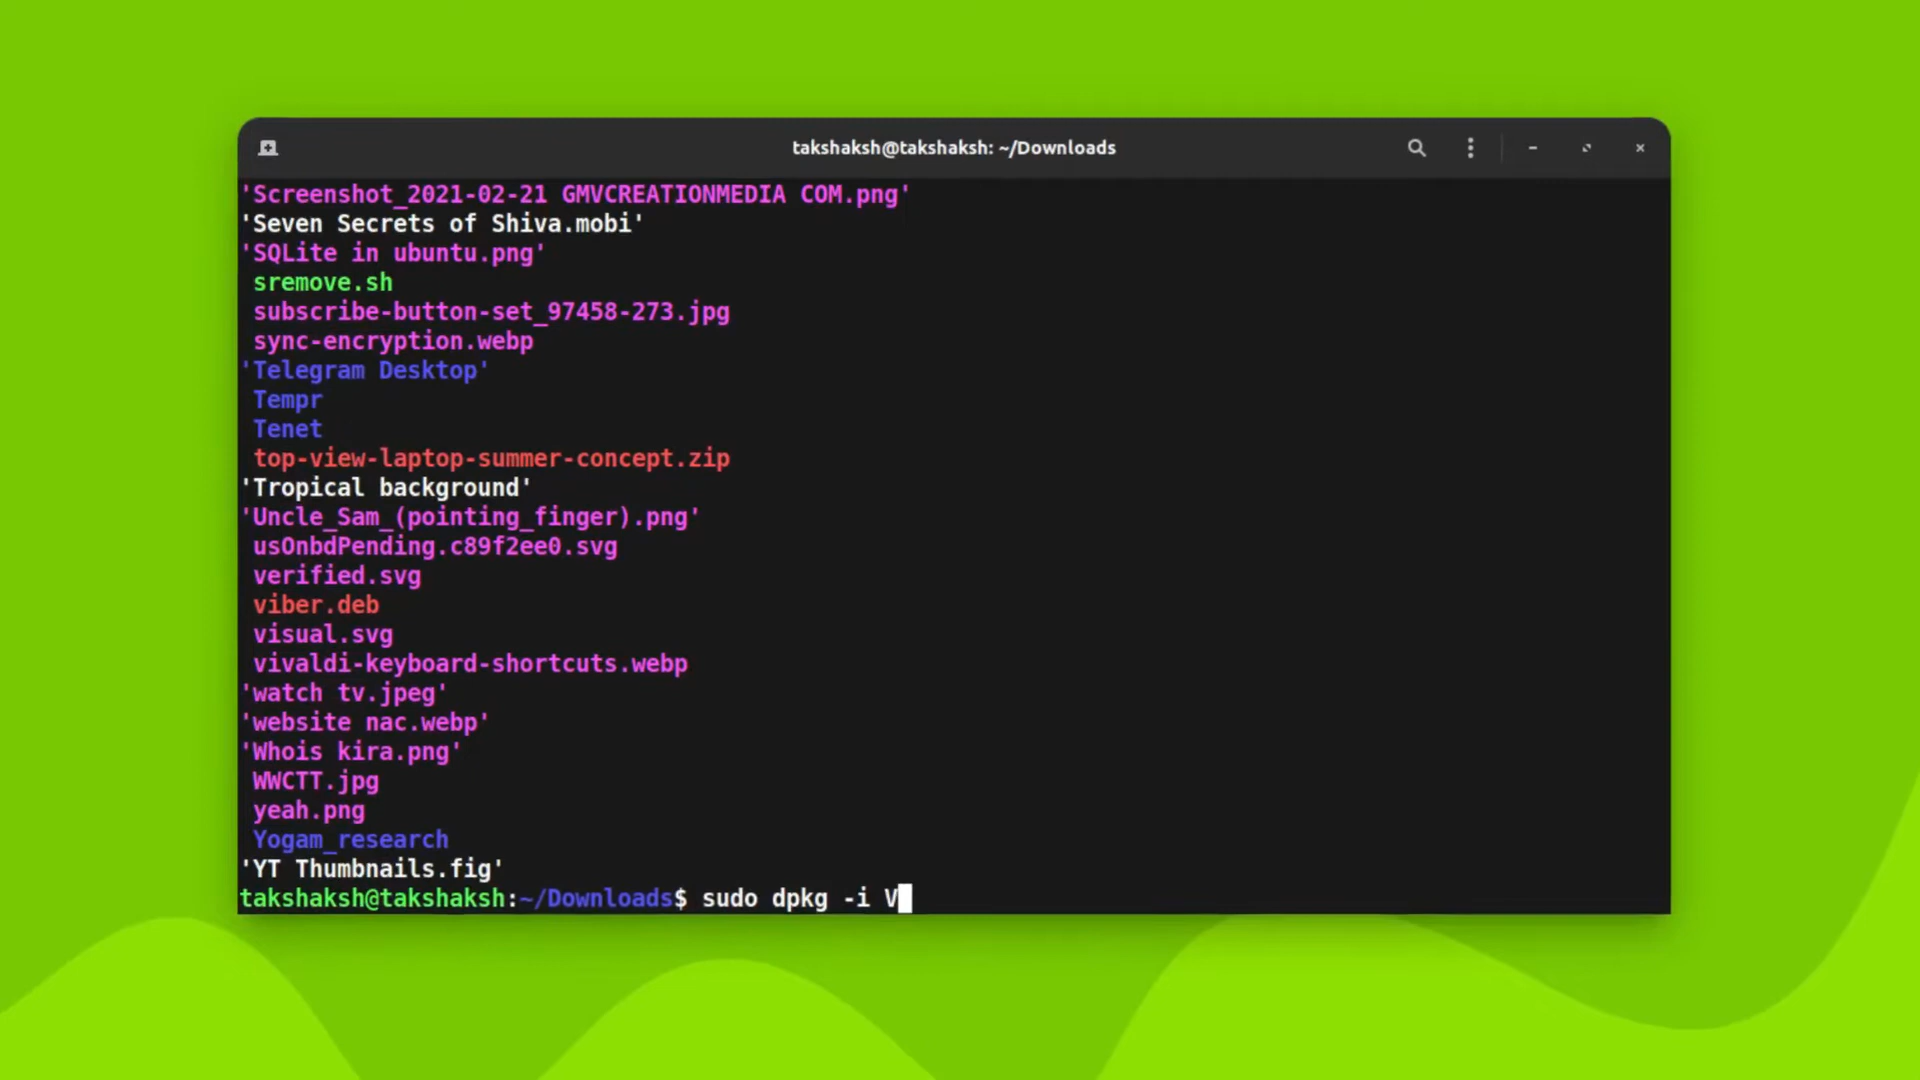 takshaksh@takshaksh: ~/Downloads
'Screenshot_2021-02-21 GMVCREATIONMEDIA COM.png'
'Seven Secrets of Shiva.mobi'
'SQLite in ubuntu.png'
sremove.sh
subscribe-button-set_97458-273.jpg
sync-encryption.webp
'Telegram Desktop'
Tempr
Tenet
top-view-laptop-summer-concept.zip
'Tropical background'
'Uncle_Sam_(pointing_finger).png'
usOnbdPending.c89f2ee0.svg
verified.svg
viber.deb
visual.svg
vivaldi-keyboard-shortcuts.webp
'watch tv.jpeg'
'website nac.webp'
'Whois kira.png'
WWCTT.jpg
yeah.png
Yogam_research
'YT Thumbnails.fig'
takshaksh@takshaksh:~/Downloads$ sudo dpkg -i V